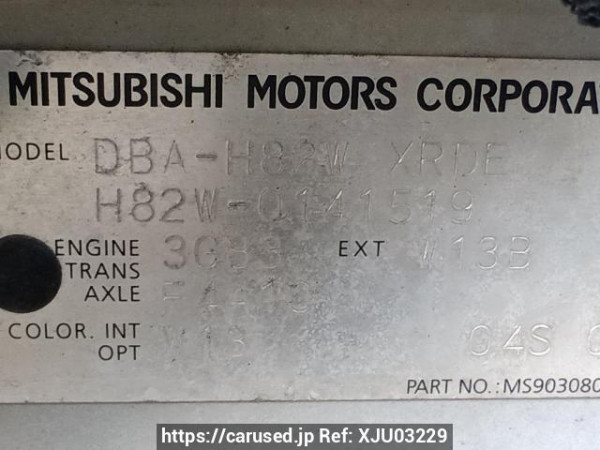 MITSUBISHI MOTORS CORPORA
MODEL DBA-H82W XRDE
H82W-0141519
ENGINE 3G83 EXT W13B
TRANS
AXLE
COLOR. INT
OPT 04S
PART NO.: MS903080
https://carused.jp Ref: XJU03229